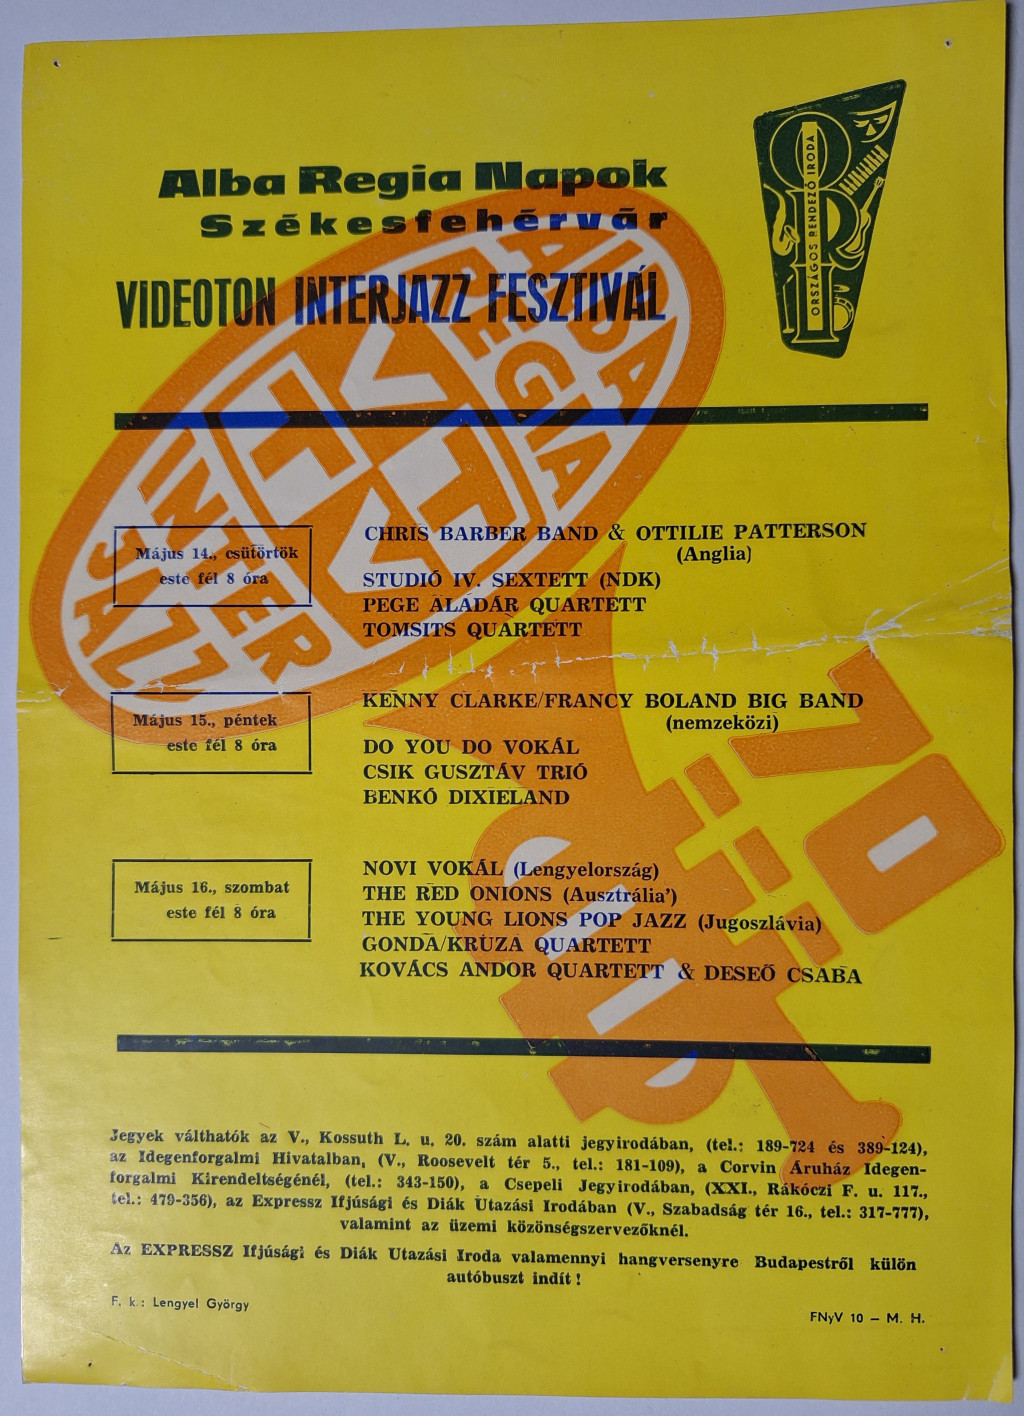 Alba Regia Napok
Székesfehérvár
VIDEOTON INTERJAZZ FESZTIVÁL
ORI
ORSZÁGOS RENDEZŐ IRODA
ALBA
REGIA
VT
TV
INTER
JAZZ
70
Május 14., csütörtök
este fél 8 óra
CHRIS BARBER BAND & OTTILIE PATTERSON
(Anglia)
STUDIÓ IV. SEXTETT (NDK)
PEGE ALADÁR QUARTETT
TOMSITS QUARTETT
Május 15., péntek
este fél 8 óra
KENNY CLARKE/FRANCY BOLAND BIG BAND
(nemzeközi)
DO YOU DO VOKÁL
CSIK GUSZTÁV TRIÓ
BENKÓ DIXIELAND
Május 16., szombat
este fél 8 óra
NOVI VOKÁL (Lengyelország)
THE RED ONIONS (Ausztrália')
THE YOUNG LIONS POP JAZZ (Jugoszlávia)
GONDA/KRUZA QUARTETT
KOVÁCS ANDOR QUARTETT & DESEŐ CSABA
Jegyek válthatók az V., Kossuth L. u. 20. szám alatti jegyirodában, (tel.: 189-724 és 389-124),
az Idegenforgalmi Hivatalban, (V., Roosevelt tér 5., tel.: 181-109), a Corvin Áruház Idegen-
forgalmi Kirendeltségénél, (tel.: 343-150), a Csepeli Jegyirodában, (XXI., Rákóczi F. u. 117.,
tel.: 479-356), az Expressz Ifjúsági és Diák Utazási Irodában (V., Szabadság tér 16., tel.: 317-777),
valamint az üzemi közönségszervezőknél.
Az EXPRESSZ Ifjúsági és Diák Utazási Iroda valamennyi hangversenyre Budapestről külön
autóbuszt indít!
F. k.: Lengyel György
FNyV 10 — M. H.